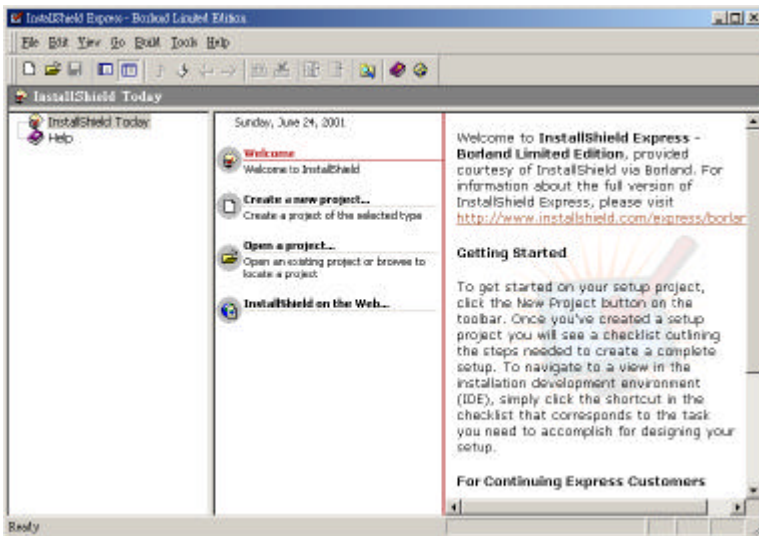 InstallShield Express - Borland Limited Edition
File Edit View Go Build Tools Help
InstallShield Today
InstallShield Today
Help
Sunday, June 24, 2001
Welcome
Welcome to InstallShield
Create a new project...
Create a project of the selected type
Open a project...
Open an existing project or browse to
locate a project
InstallShield on the Web...
Welcome to InstallShield Express -
Borland Limited Edition, provided
courtesy of InstallShield via Borland. For
information about the full version of
InstallShield Express, please visit
http://www.installshield.com/express/borlar
Getting Started
To get started on your setup project,
click the New Project button on the
toolbar. Once you've created a setup
project you will see a checklist outlining
the steps needed to create a complete
setup. To navigate to a view in the
installation development environment
(IDE), simply click the shortcut in the
checklist that corresponds to the task
you need to accomplish for designing your
setup.
For Continuing Express Customers
Ready